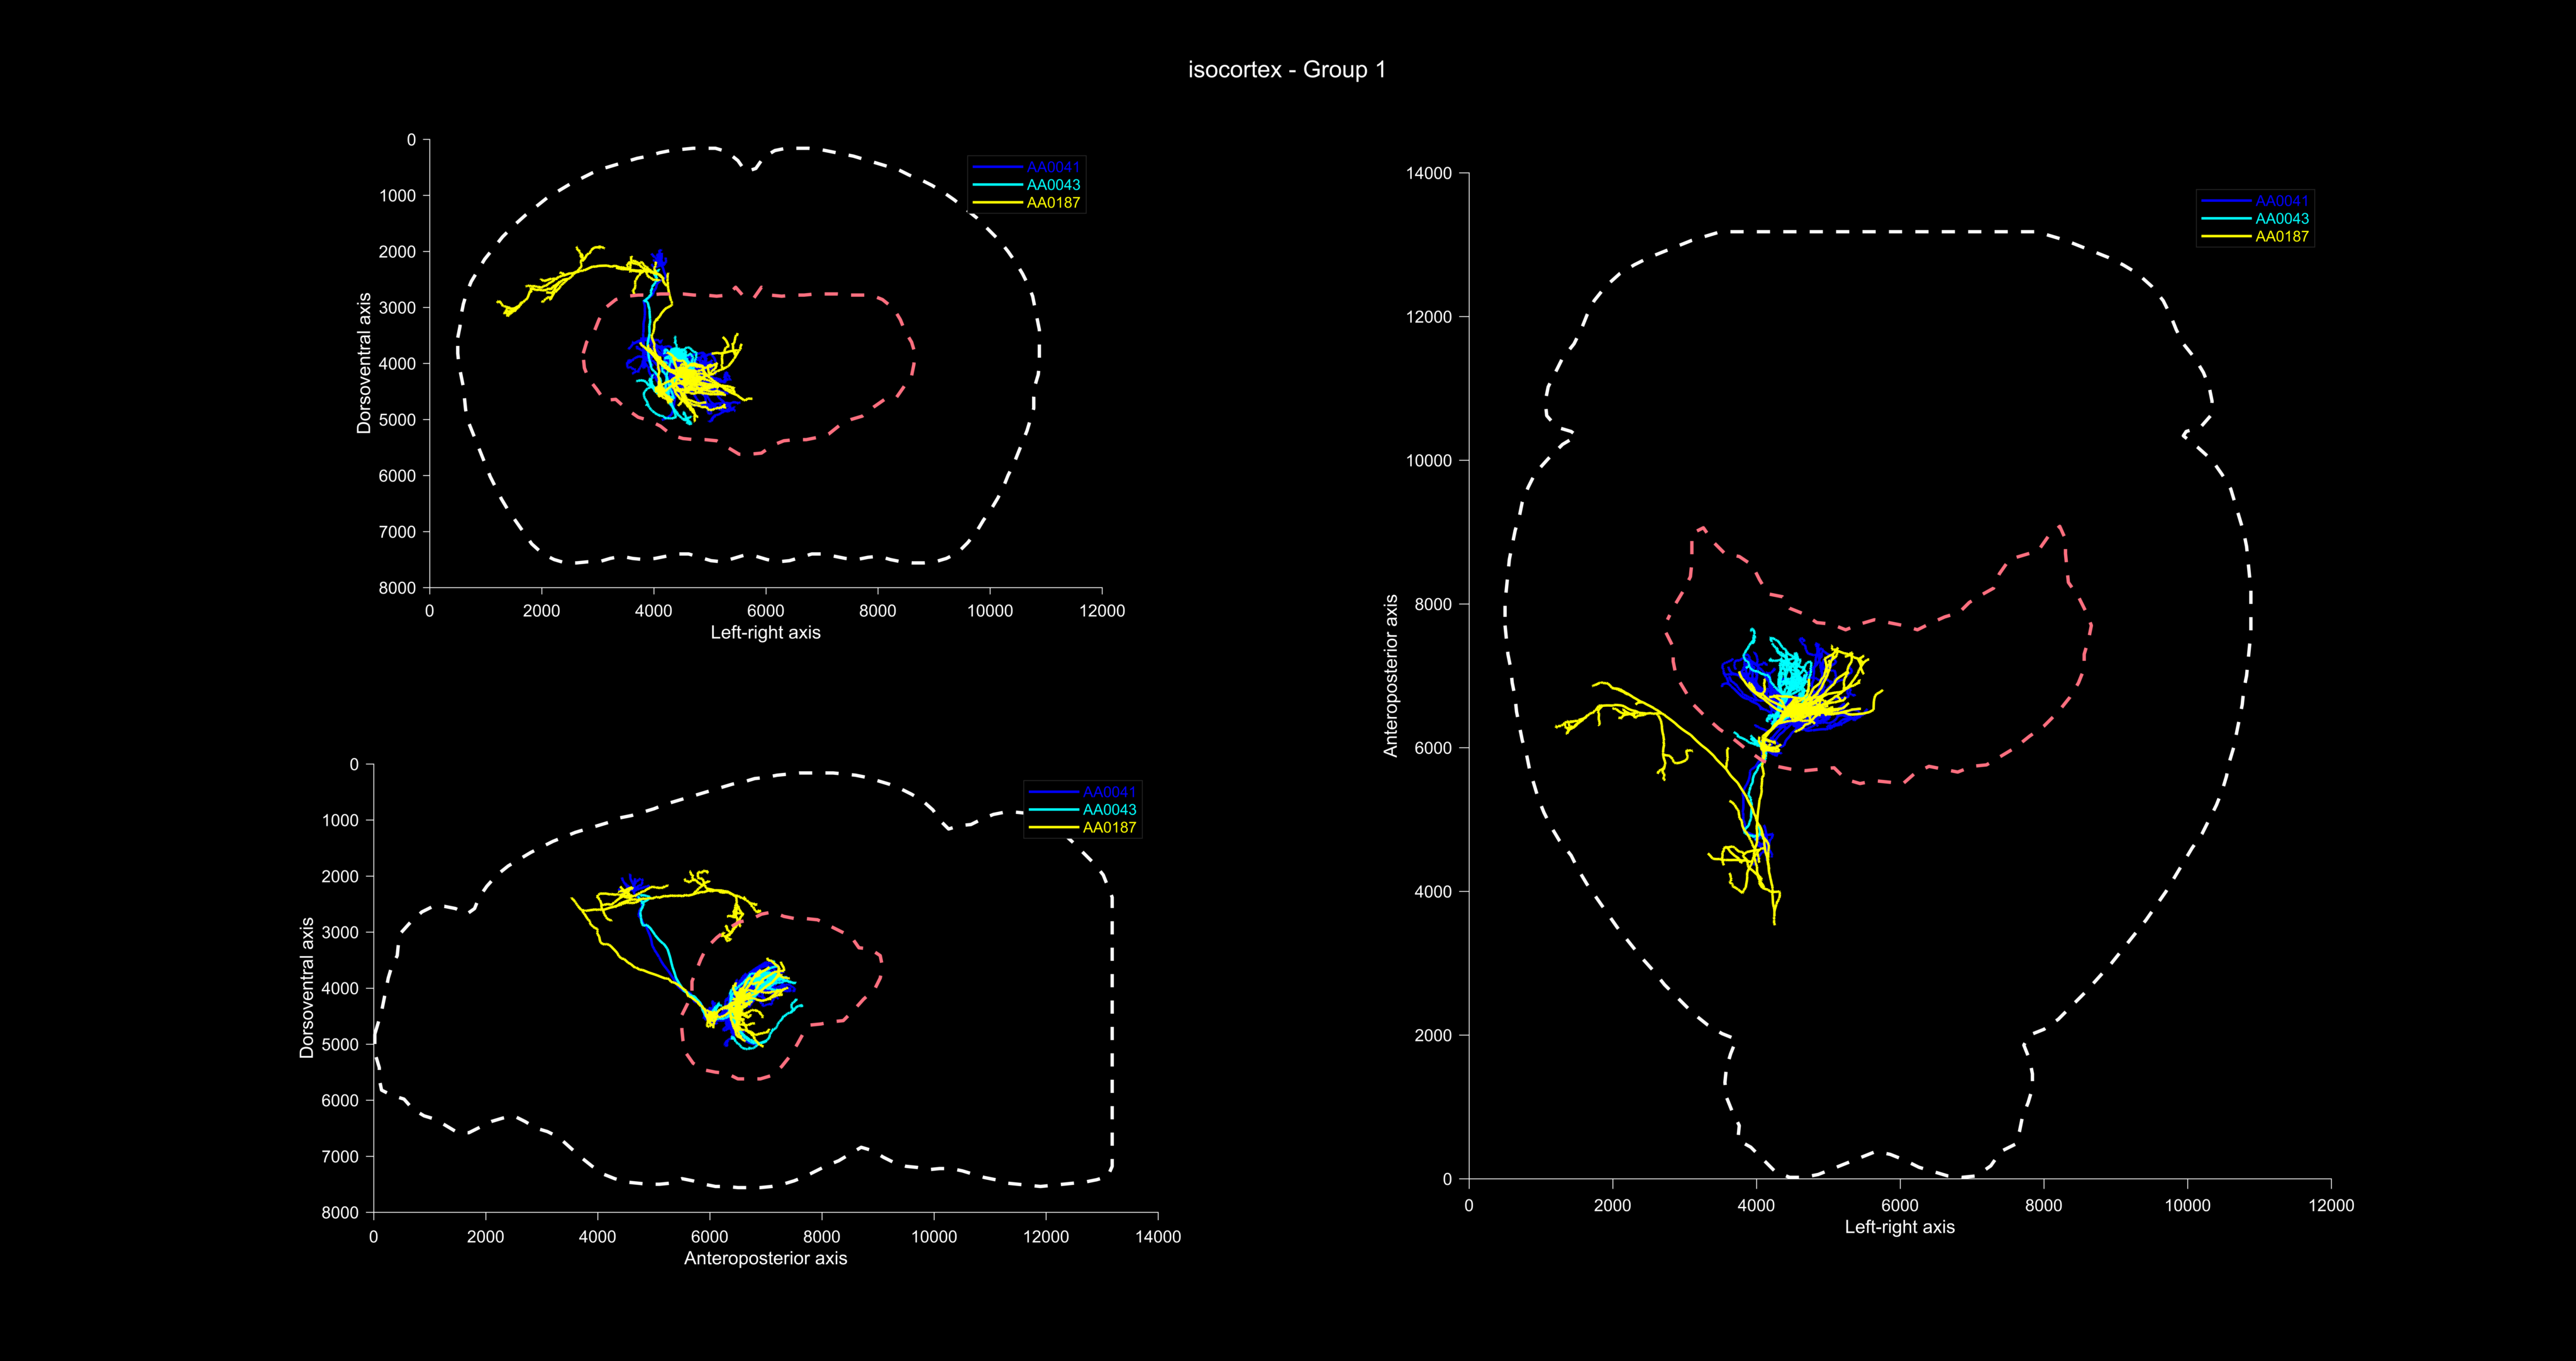 isocortex - Group 1
0
1000
2000
3000
4000
5000
6000
7000
8000
Dorsoventral axis
0 2000 4000 6000 8000 10000 12000
Left-right axis
AA0041
AA0043
AA0187
0
1000
2000
3000
4000
5000
6000
7000
8000
Dorsoventral axis
0 2000 4000 6000 8000 10000 12000 14000
Anteroposterior axis
AA0041
AA0043
AA0187
14000
12000
10000
8000
6000
4000
2000
0
Anteroposterior axis
0 2000 4000 6000 8000 10000 12000
Left-right axis
AA0041
AA0043
AA0187